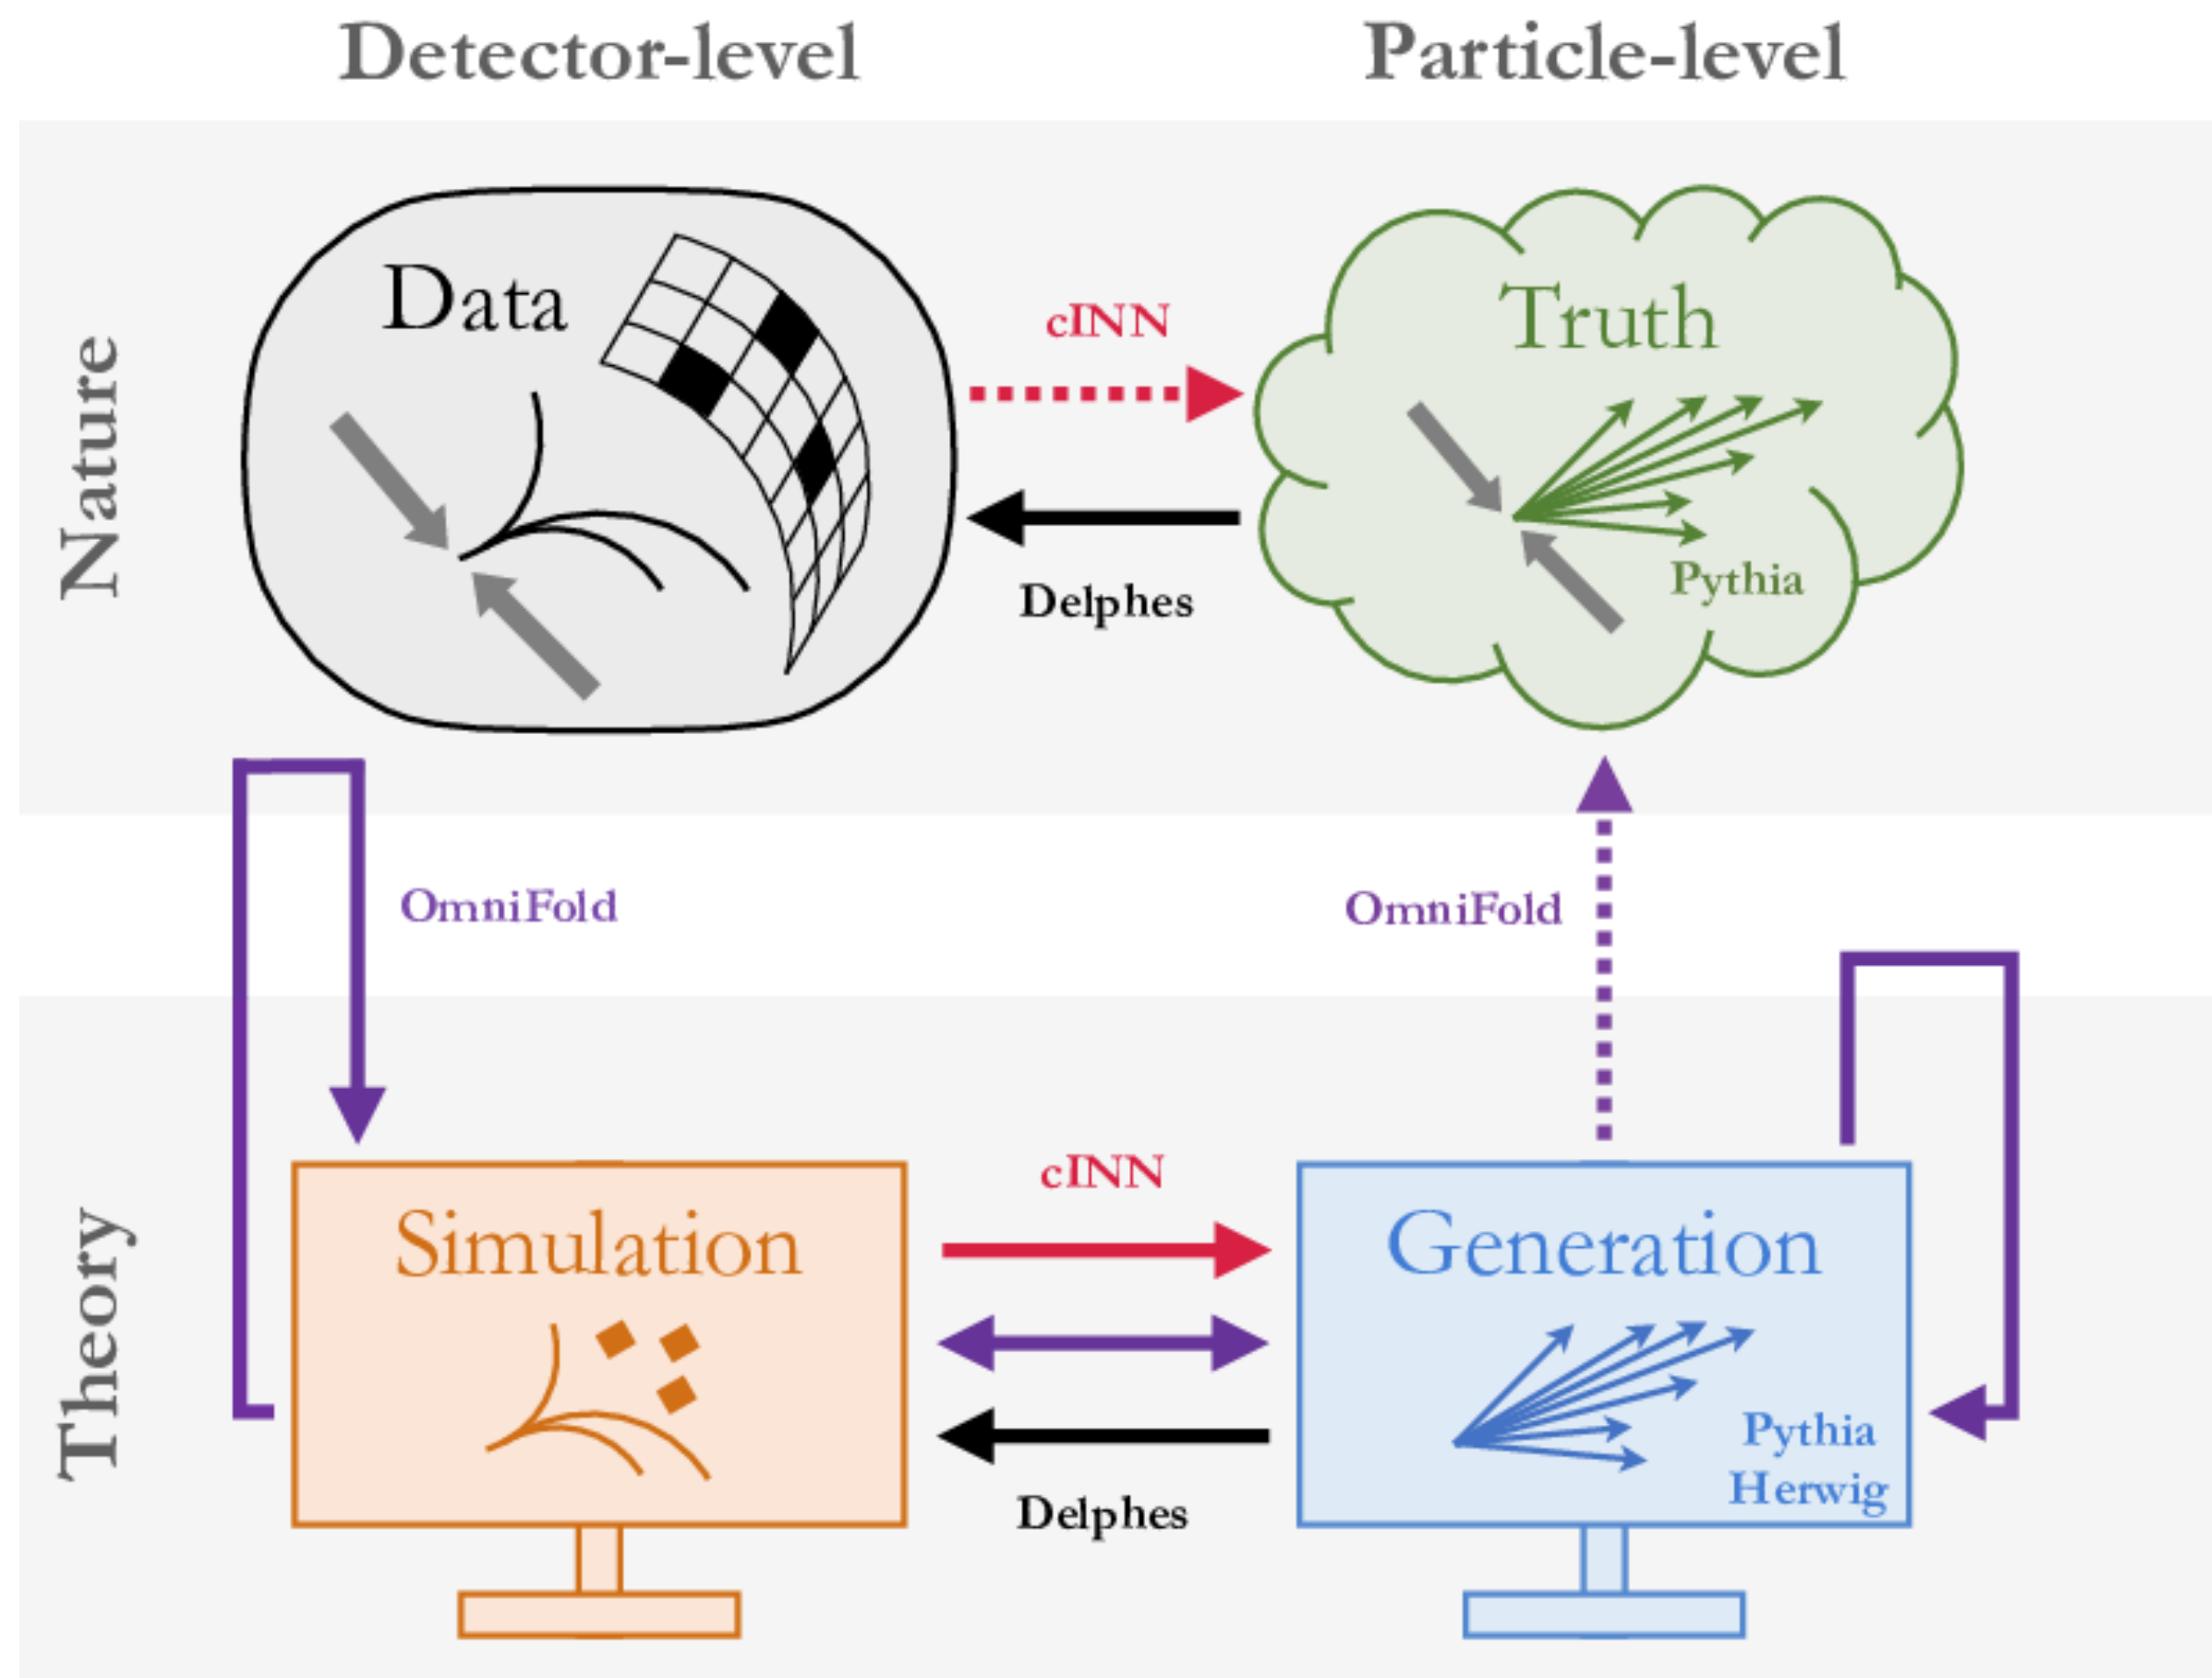 Detector-level
Particle-level
Nature
Data
cINN
Truth
Pythia
Delphes
OmniFold
OmniFold
Theory
Simulation
cINN
Generation
Pythia
Herwig
Delphes